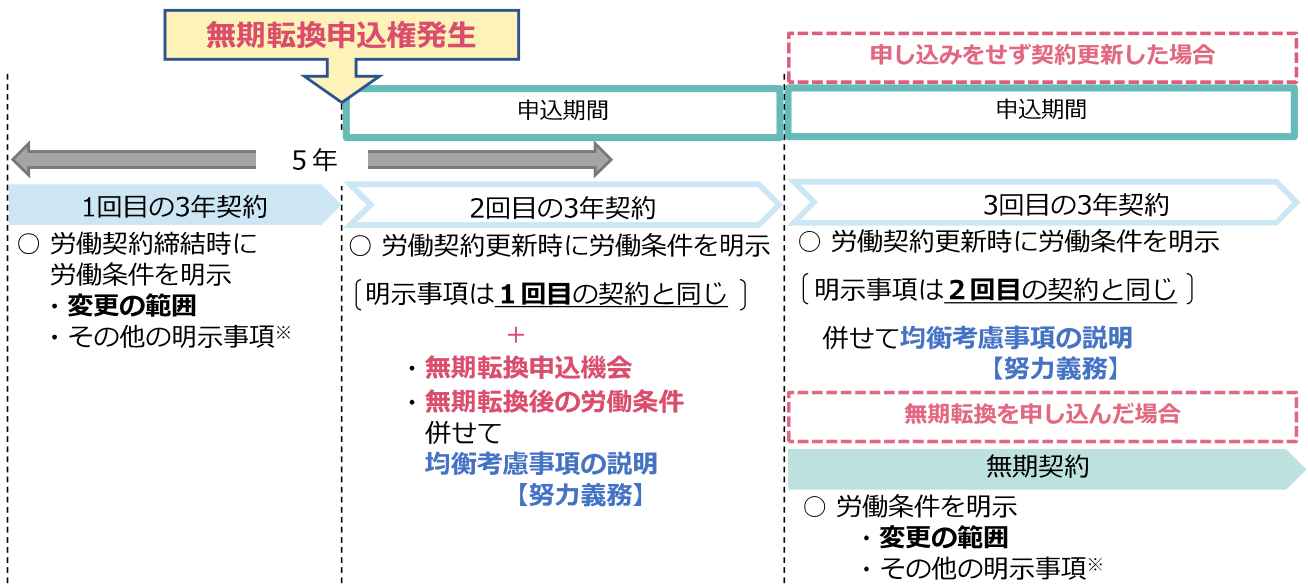 無期転換申込権発生
申込期間
5年
1回目の3年契約
○ 労働契約締結時に
労働条件を明示
・変更の範囲
・その他の明示事項※
2回目の3年契約
○ 労働契約更新時に労働条件を明示
〔明示事項は１回目の契約と同じ 〕
＋
・無期転換申込機会
・無期転換後の労働条件
併せて
均衡考慮事項の説明
【努力義務】
申し込みをせず契約更新した場合
申込期間
3回目の3年契約
○ 労働契約更新時に労働条件を明示
〔明示事項は２回目の契約と同じ 〕
併せて均衡考慮事項の説明
【努力義務】
無期転換を申し込んだ場合
無期契約
○ 労働条件を明示
・変更の範囲
・その他の明示事項※